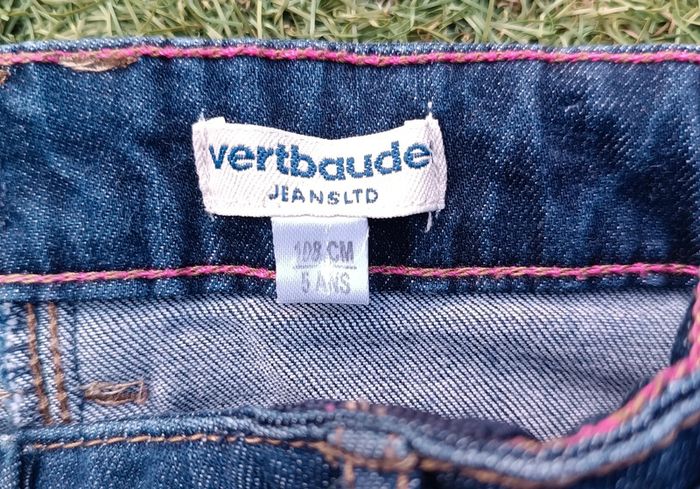 vertbaude
JEANSLTD
108 CM
5 ANS